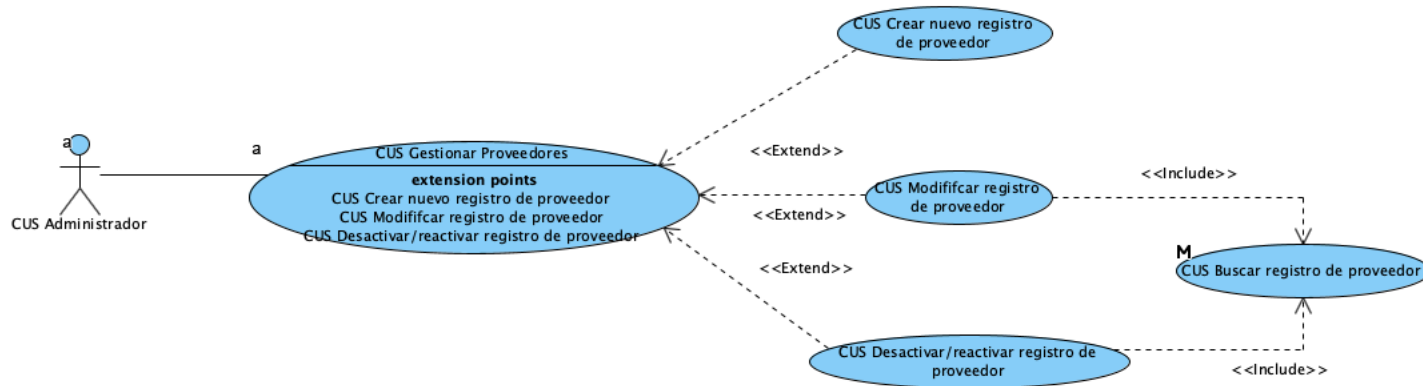 CUS Crear nuevo registro
de proveedor
a
CUS Administrador
a
CUS Gestionar Proveedores
extension points
CUS Crear nuevo registro de proveedor
CUS Modififcar registro de proveedor
CUS Desactivar/reactivar registro de proveedor
<<Extend>>
<<Extend>>
<<Extend>>
CUS Modififcar registro
de proveedor
<<Include>>
M
CUS Buscar registro de proveedor
CUS Desactivar/reactivar registro de
proveedor
<<Include>>